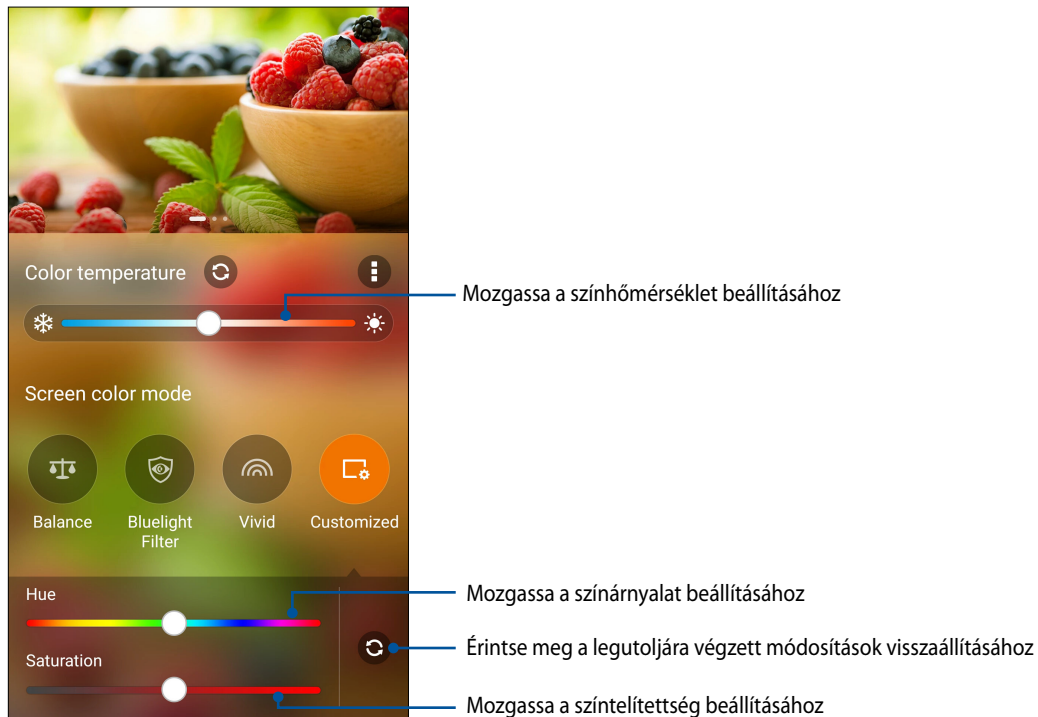 Color temperature
Mozgassa a színhőmérséklet beállításához
Screen color mode
Balance
Bluelight
Filter
Vivid
Customized
Hue
Mozgassa a színárnyalat beállításához
Érintse meg a legutoljára végzett módosítások visszaállításához
Saturation
Mozgassa a színtelítettség beállításához